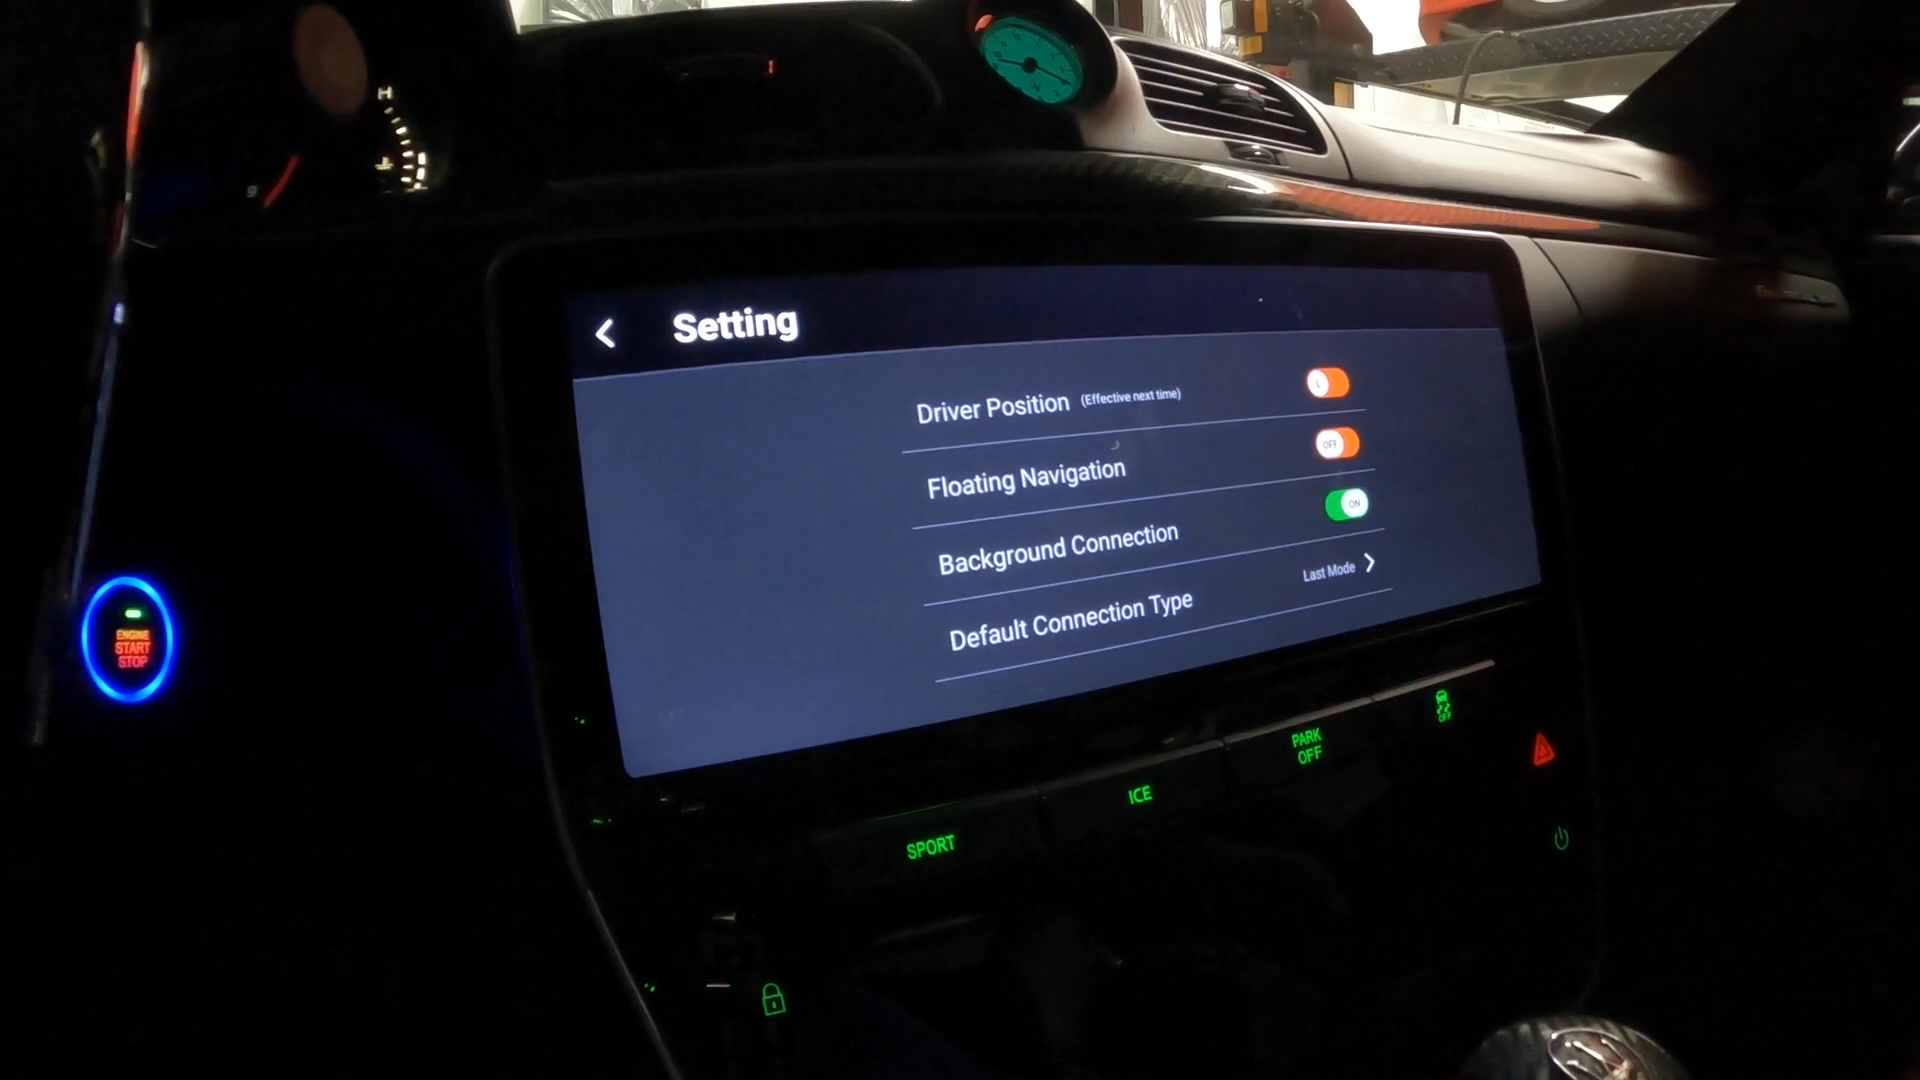 H
Setting
Driver Position (Effective next time) L
Floating Navigation OFF
Background Connection ON
Default Connection Type Last Mode
ENGINE
START
STOP
SPORT
ICE
PARK
OFF
OFF